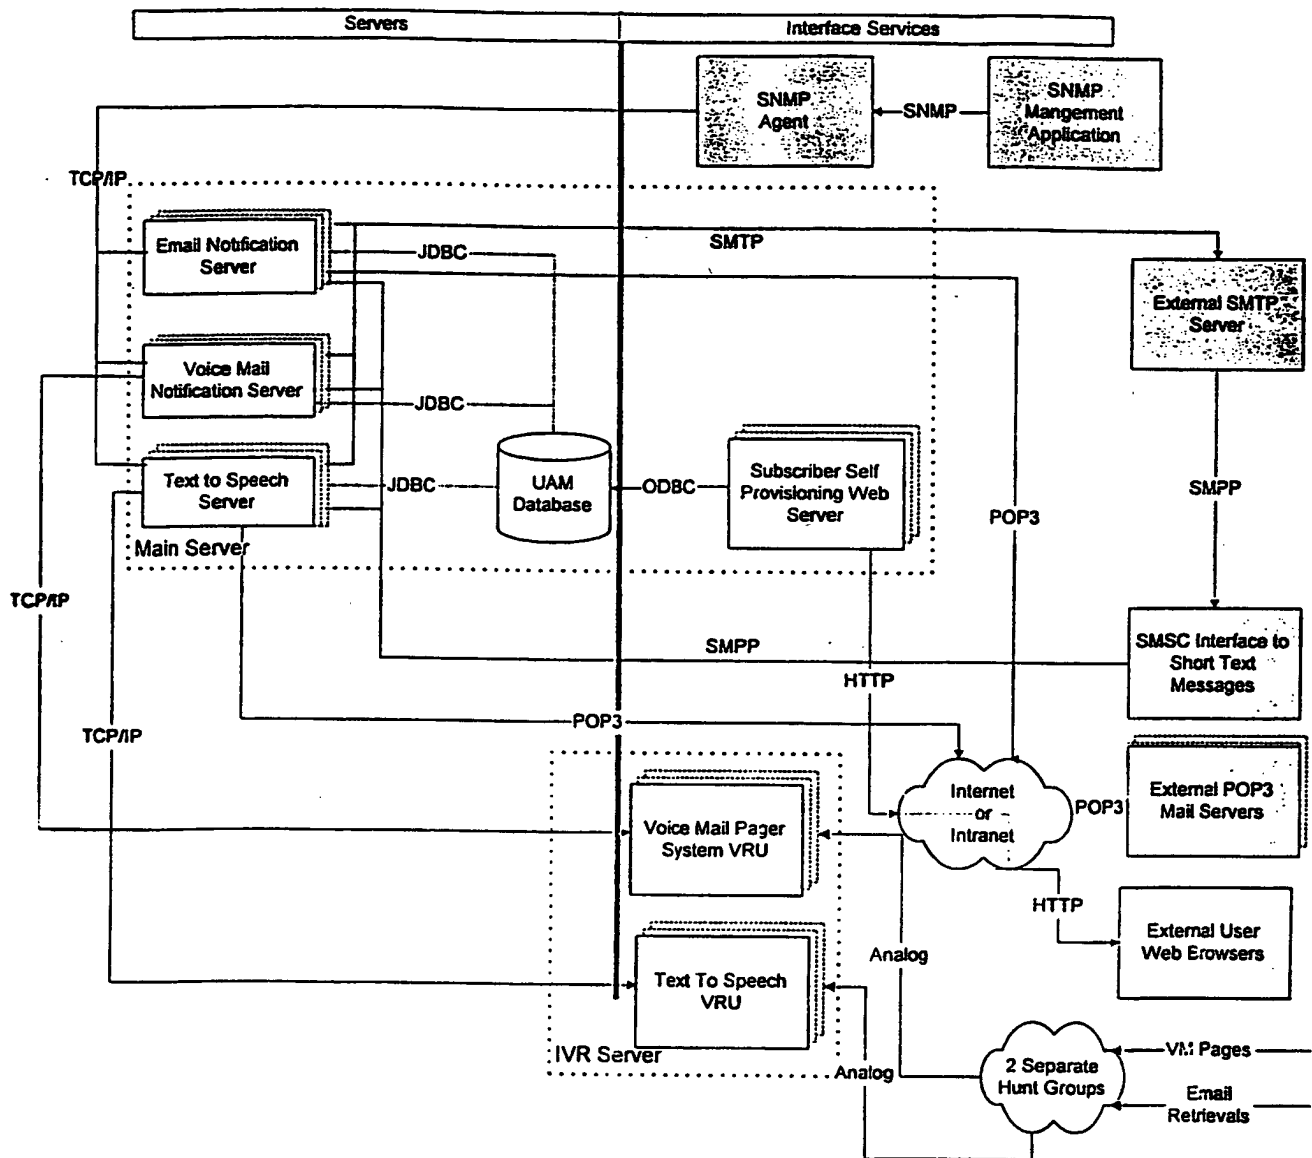 Servers
Interface Services
SNMP
Agent
SNMP
SNMP
Mangement
Application
TCP/IP
Email Notification
Server
JDBC
SMTP
External SMTP
Server
Voice Mail
Notification Server
JDBC
Text to Speech
Server
JDBC
UAM
Database
ODBC
Subscriber Self
Provisioning Web
Server
POP3
SMPP
Main Server
TCP/IP
SMPP
SMSC Interface to
Short Text
Messages
HTTP
TCP/IP
POP3
Voice Mail Pager
System VRU
Internet
or
Intranet
POP3
External POP3
Mail Servers
HTTP
External User
Web Browsers
Analog
Text To Speech
VRU
IVR Server
Analog
2 Separate
Hunt Groups
VM Pages
Email
Retrievals